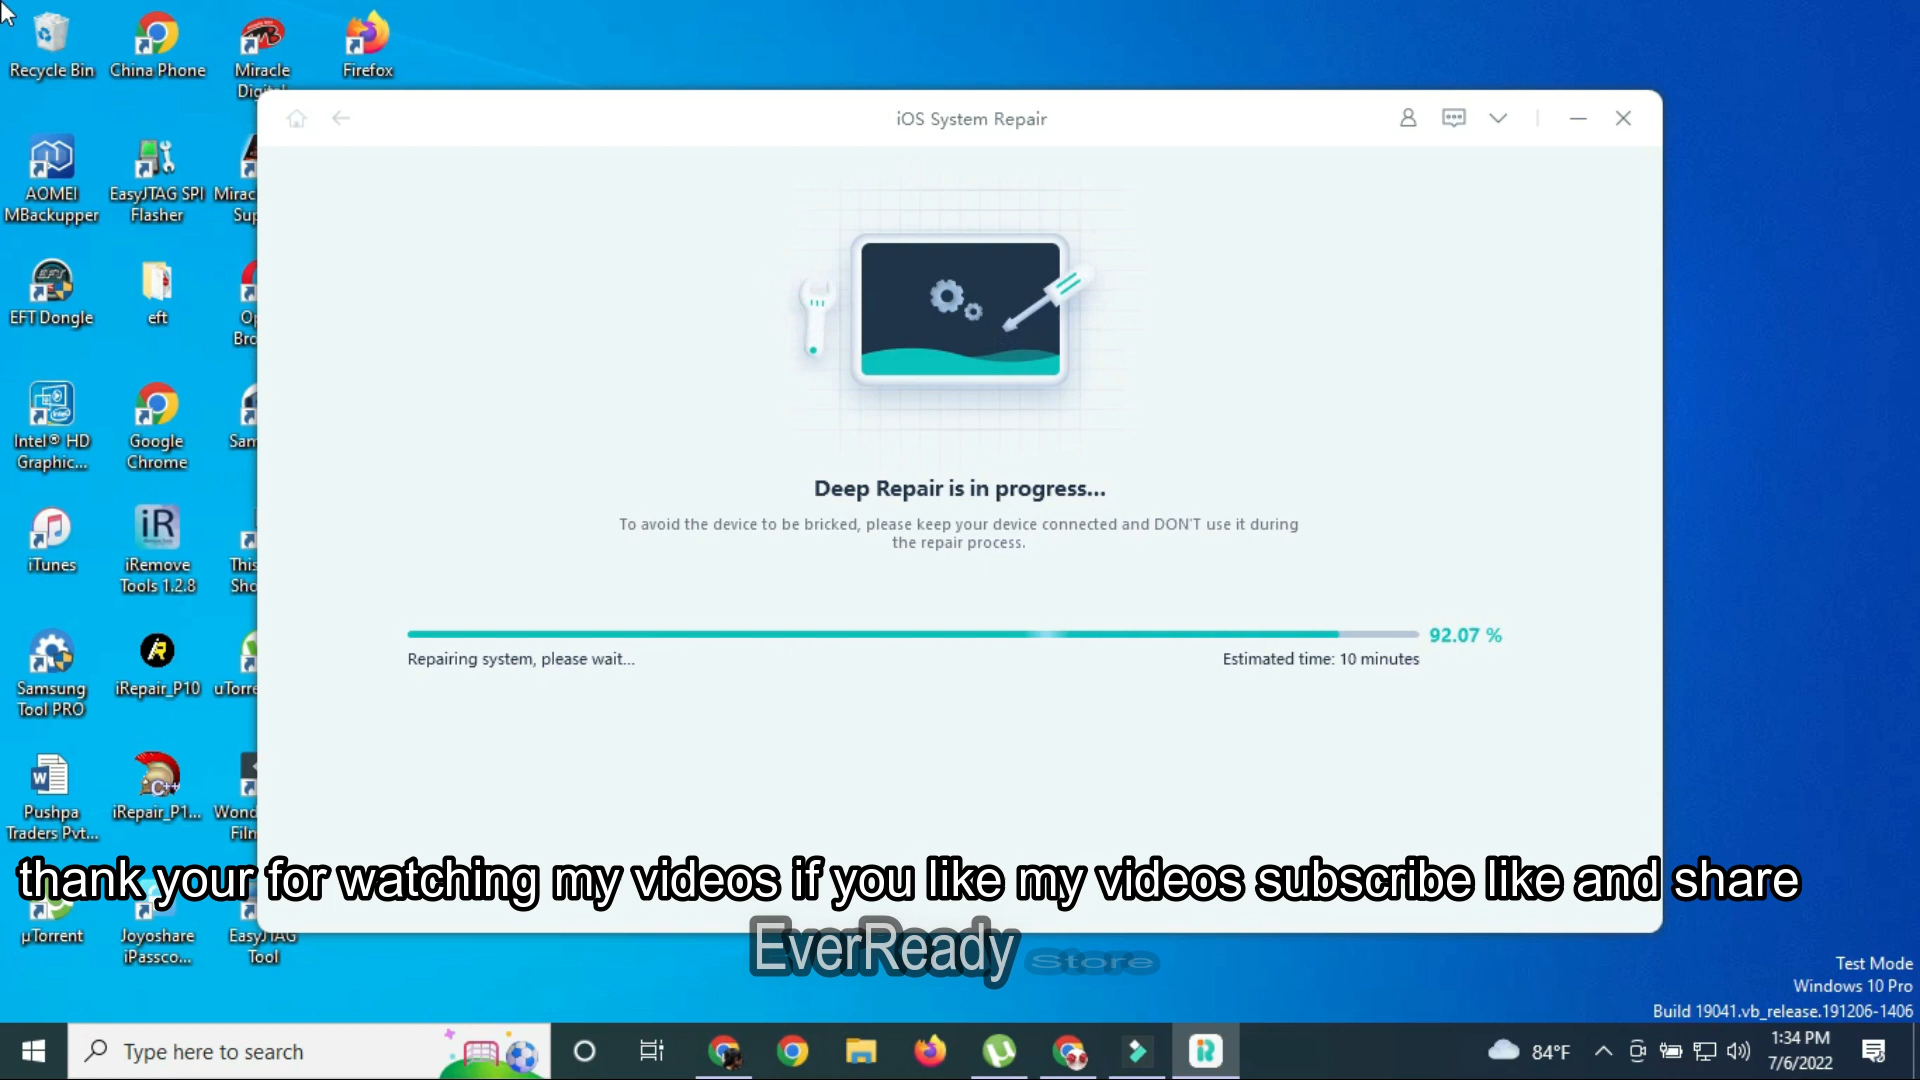 Recycle Bin
China Phone
Miracle
Firefox
iOS System Repair
AOMEI
MBackupper
EasyJTAG SPI
Flasher
EFT Dongle
eft
Intel® HD
Graphic...
Google
Chrome
iTunes
iRemove
Tools 1.2.8
Samsung
Tool PRO
iRepair_P10
Pushpa
Traders Pvt...
iRepair_P1...
µTorrent
Joyoshare
iPassco...
EasyJTAG
Tool
Deep Repair is in progress...
To avoid the device to be bricked, please keep your device connected and DON'T use it during
the repair process.
92.07 %
Repairing system, please wait...
Estimated time: 10 minutes
thank your for watching my videos if you like my videos subscribe like and share
EverReady Store
Test Mode
Windows 10 Pro
Build 19041.vb_release.191206-1406
Type here to search
84°F
1:34 PM
7/6/2022